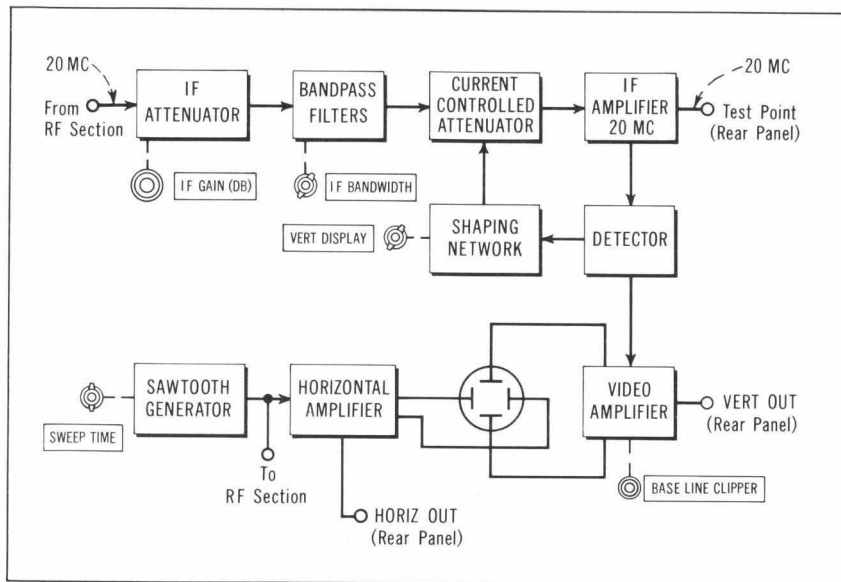 20 MC
From
RF Section
IF
ATTENUATOR
BANDPASS
FILTERS
CURRENT
CONTROLLED
ATTENUATOR
IF
AMPLIFIER
20 MC
20 MC
Test Point
(Rear Panel)
IF GAIN (DB)
IF BANDWIDTH
VERT DISPLAY
SHAPING
NETWORK
DETECTOR
SWEEP TIME
SAWTOOTH
GENERATOR
To
RF Section
HORIZONTAL
AMPLIFIER
HORIZ OUT
(Rear Panel)
VIDEO
AMPLIFIER
VERT OUT
(Rear Panel)
BASE LINE CLIPPER